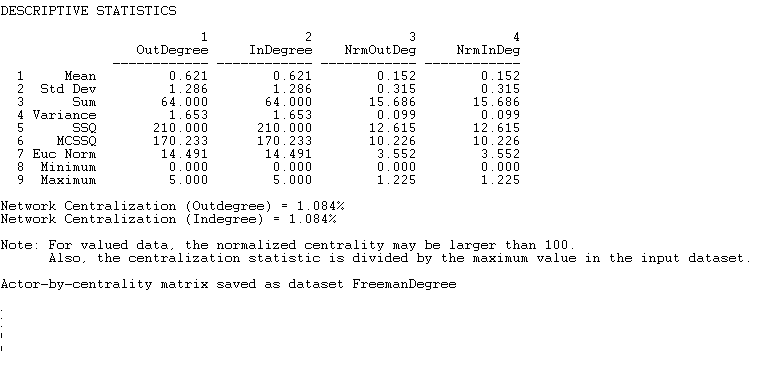 DESCRIPTIVE STATISTICS
1 2 3 4
OutDegree InDegree NrmOutDeg NrmInDeg
------------ ------------ ------------ ------------
1 Mean 0.621 0.621 0.152 0.152
2 Std Dev 1.286 1.286 0.315 0.315
3 Sum 64.000 64.000 15.686 15.686
4 Variance 1.653 1.653 0.099 0.099
5 SSQ 210.000 210.000 12.615 12.615
6 MCSSQ 170.233 170.233 10.226 10.226
7 Euc Norm 14.491 14.491 3.552 3.552
8 Minimum 0.000 0.000 0.000 0.000
9 Maximum 5.000 5.000 1.225 1.225
Network Centralization (Outdegree) = 1.084%
Network Centralization (Indegree) = 1.084%
Note: For valued data, the normalized centrality may be larger than 100.
Also, the centralization statistic is divided by the maximum value in the input dataset.
Actor-by-centrality matrix saved as dataset FreemanDegree